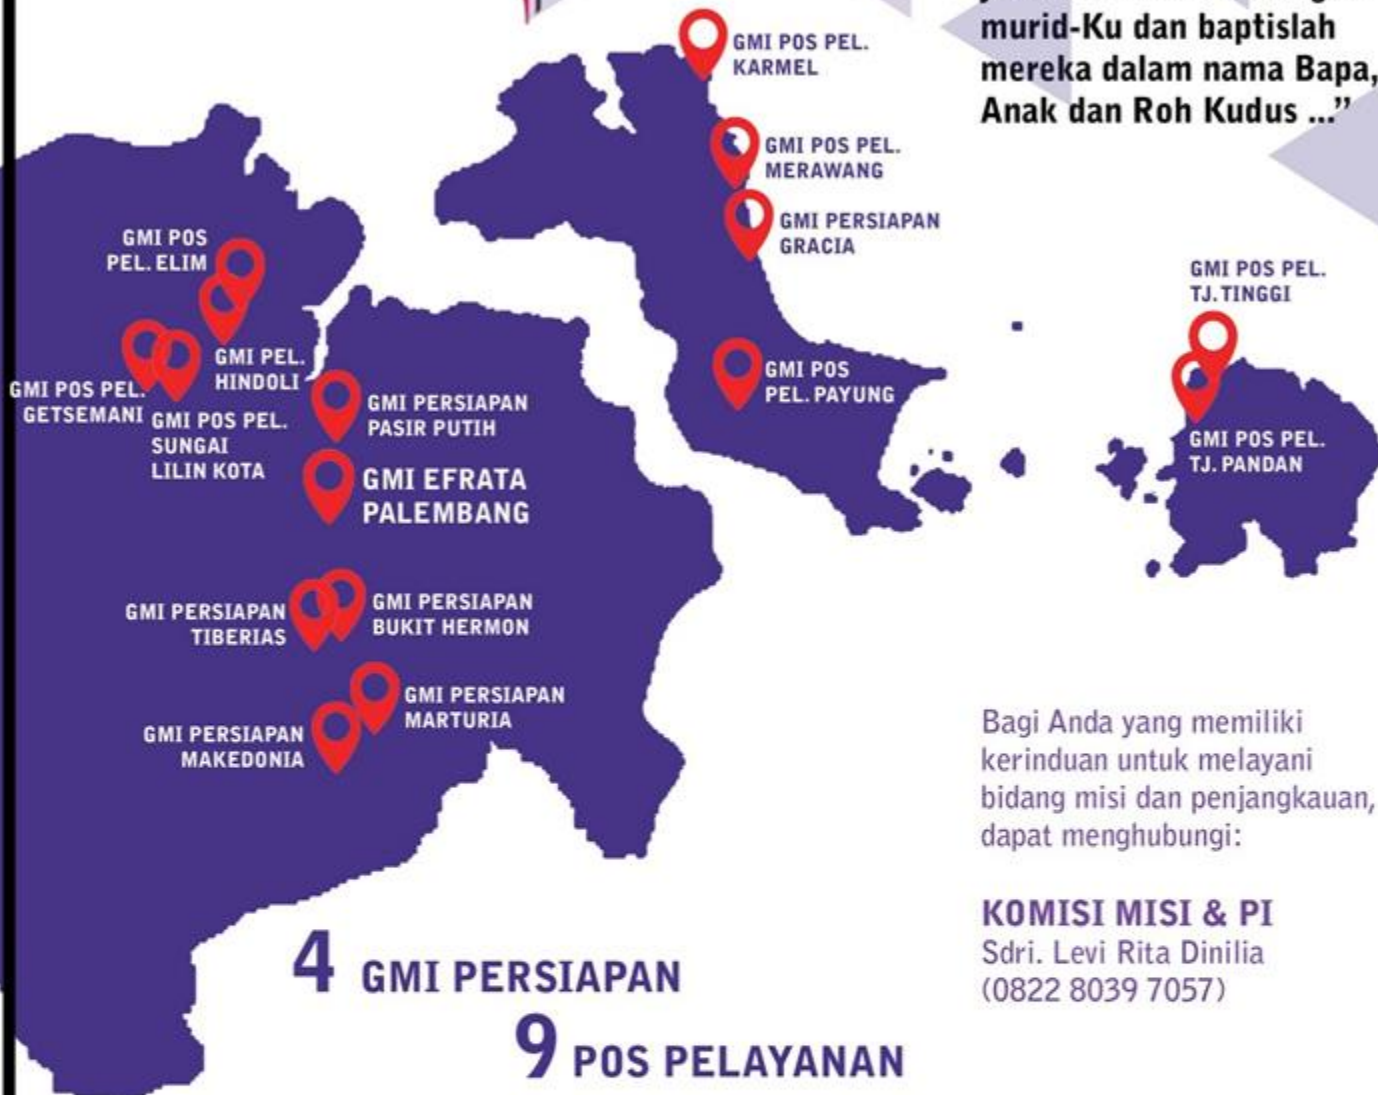 murid-Ku dan baptislah
mereka dalam nama Bapa,
Anak dan Roh Kudus ..."
GMI POS PEL.
KARMEL
GMI POS PEL.
MERAWANG
GMI PERSIAPAN
GRACIA
GMI POS
PEL. ELIM
GMI PEL.
HINDOLI
GMI POS PEL.
GETSEMANI
GMI POS PEL.
SUNGAI
LILIN KOTA
GMI PERSIAPAN
PASIR PUTIH
GMI EFRATA
PALEMBANG
GMI POS
PEL. PAYUNG
GMI POS PEL.
TJ. TINGGI
GMI POS PEL.
TJ. PANDAN
GMI PERSIAPAN
TIBERIAS
GMI PERSIAPAN
BUKIT HERMON
GMI PERSIAPAN
MARTURIA
GMI PERSIAPAN
MAKEDONIA
Bagi Anda yang memiliki
kerinduan untuk melayani
bidang misi dan penjangkauan,
dapat menghubungi:
KOMISI MISI & PI
Sdri. Levi Rita Dinilia
(0822 8039 7057)
4 GMI PERSIAPAN
9 POS PELAYANAN